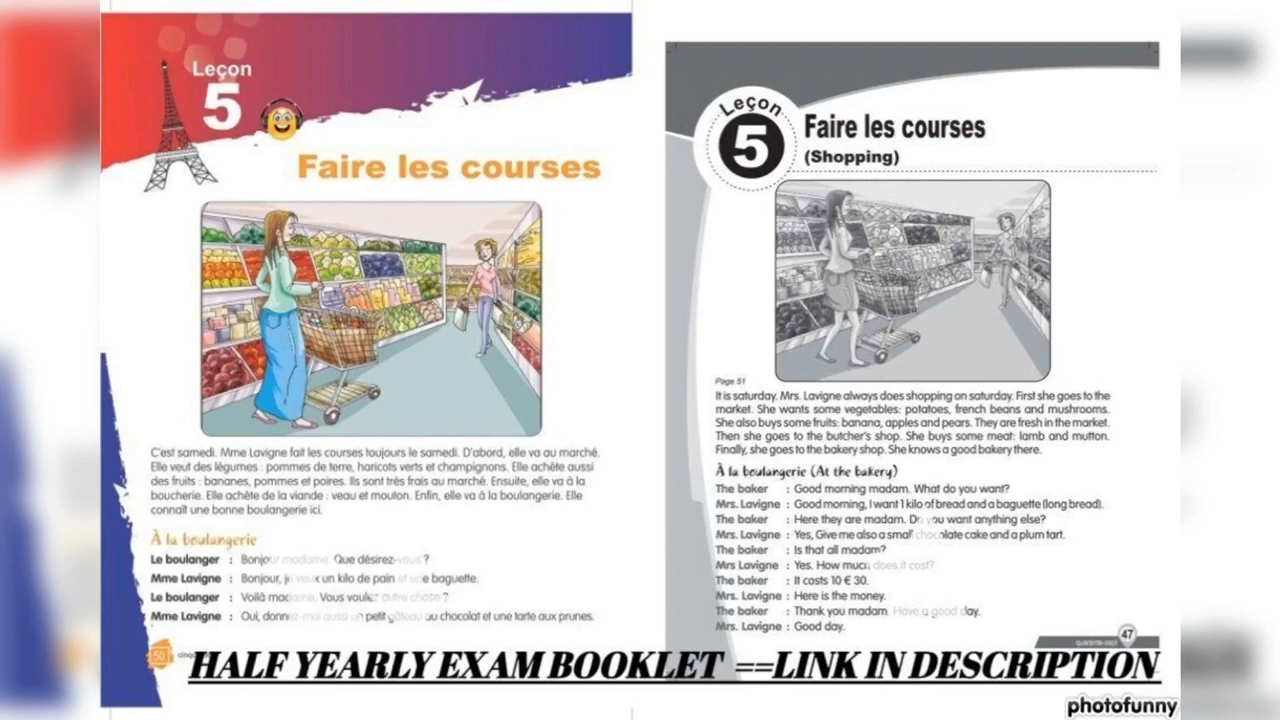 Leçon
5
Faire les courses
C'est samedi. Mme Lavigne fait les courses toujours le samedi. D'abord, elle va au marché.
Elle veut des légumes : pommes de terre, haricots verts et champignons. Elle achète aussi
des fruits : bananes, pommes et poires. Ils sont très frais au marché. Ensuite, elle va à la
boucherie. Elle achète de la viande : veau et mouton. Enfin, elle va à la boulangerie. Elle
connaît une bonne boulangerie ici.
À la boulangerie
Le boulanger : Bonjour madame. Que désirez-vous ?
Mme Lavigne : Bonjour, je veux un kilo de pain et une baguette.
Le boulanger : Voilà madame. Vous voulez autre chose ?
Mme Lavigne : Oui, donnez-moi aussi un petit gâteau au chocolat et une tarte aux prunes.
50
Leçon
5
Faire les courses
(Shopping)
Page 51
It is saturday. Mrs. Lavigne always does shopping on saturday. First she goes to the
market. She wants some vegetables: potatoes, french beans and mushrooms.
She also buys some fruits: banana, apples and pears. They are fresh in the market.
Then she goes to the butcher's shop. She buys some meat: lamb and mutton.
Finally, she goes to the bakery shop. She knows a good bakery there.
À la boulangerie (At the bakery)
The baker : Good morning madam. What do you want?
Mrs. Lavigne : Good morning, I want 1 kilo of bread and a baguette (long bread).
The baker : Here they are madam. Do you want anything else?
Mrs. Lavigne : Yes, Give me also a small chocolate cake and a plum tart.
The baker : Is that all madam?
Mrs Lavigne : Yes. How much does it cost?
The baker : It costs 10 € 30.
Mrs. Lavigne : Here is the money.
The baker : Thank you madam. Have a good day.
Mrs. Lavigne : Good day.
quarante-sept 47
HALF YEARLY EXAM BOOKLET ==LINK IN DESCRIPTION
photofunny